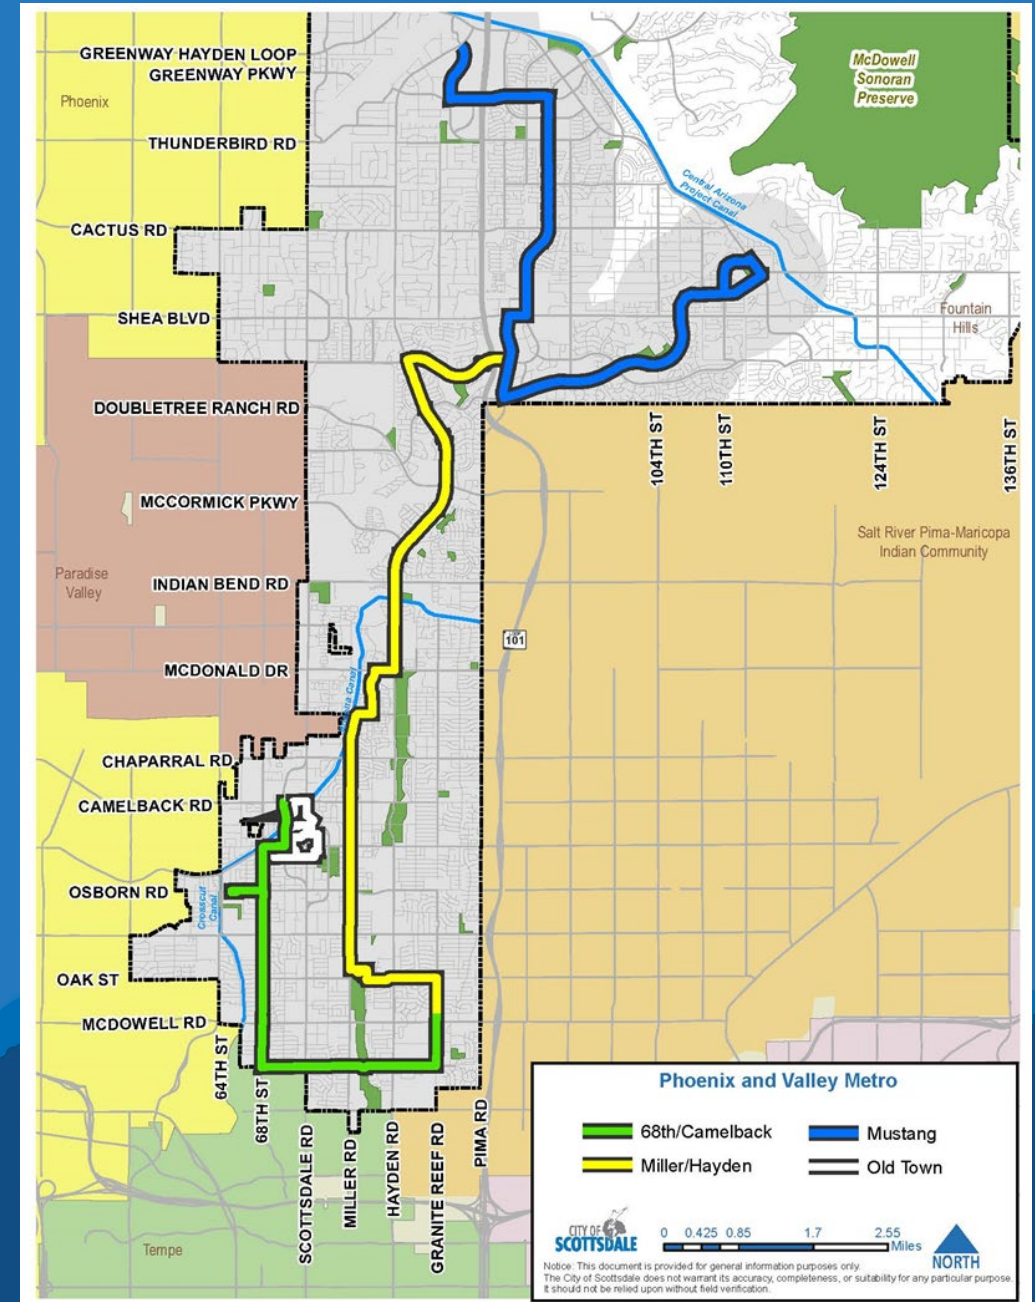 GREENWAY HAYDEN LOOP
GREENWAY PKWY
Phoenix
THUNDERBIRD RD
CACTUS RD
SHEA BLVD
DOUBLETREE RANCH RD
MCCORMICK PKWY
Paradise
Valley
INDIAN BEND RD
MCDONALD DR
CHAPARRAL RD
CAMELBACK RD
OSBORN RD
OAK ST
MCDOWELL RD
McDowell
Sonoran
Preserve
Central Arizona
Project Canal
Fountain
Hills
104TH ST
110TH ST
124TH ST
136TH ST
Salt River Pima-Maricopa
Indian Community
LOOP
101
Canal
Crosscut
Canal
64TH ST
68TH ST
SCOTTSDALE RD
MILLER RD
HAYDEN RD
GRANITE REEF RD
PIMA RD
Tempe
Phoenix and Valley Metro
68th/Camelback
Mustang
Miller/Hayden
Old Town
CITY OF
SCOTTSDALE
0 0.425 0.85 1.7 2.55
Miles
NORTH
Notice: This document is provided for general information purposes only.
The City of Scottsdale does not warrant its accuracy, completeness, or suitability for any particular purpose.
It should not be relied upon without field verification.